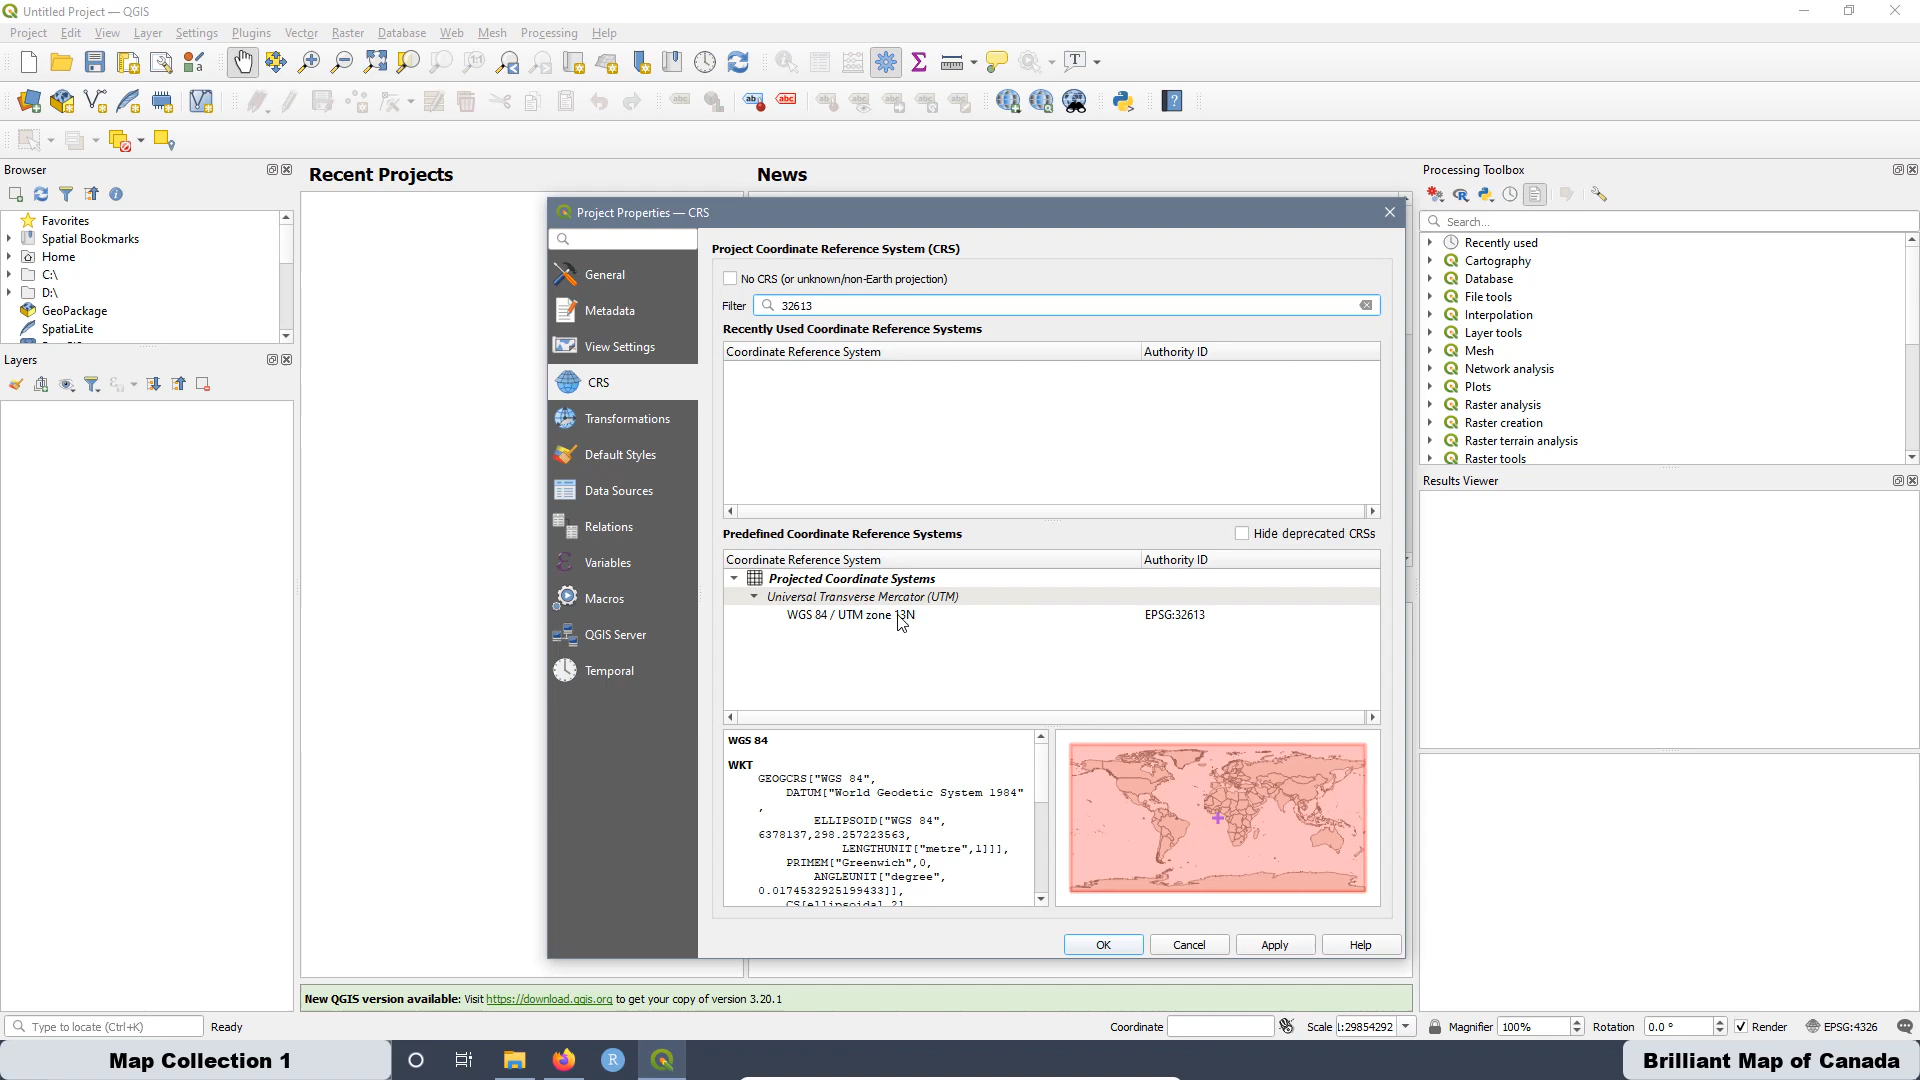 Untitled Project — QGIS
Project Edit View Layer Settings Plugins Vector Raster Database Web Mesh Processing Help
Browser
Favorites
Spatial Bookmarks
Home
C:\
D:\
GeoPackage
SpatiaLite
Layers
Recent Projects
News
Project Properties — CRS
General
Metadata
View Settings
CRS
Transformations
Default Styles
Data Sources
Relations
Variables
Macros
QGIS Server
Temporal
Project Coordinate Reference System (CRS)
No CRS (or unknown/non-Earth projection)
Filter 32613
Recently Used Coordinate Reference Systems
Coordinate Reference System Authority ID
Predefined Coordinate Reference Systems Hide deprecated CRSs
Coordinate Reference System Authority ID
Projected Coordinate Systems
Universal Transverse Mercator (UTM)
WGS 84 / UTM zone 13N EPSG:32613
WGS 84
WKT
GEOGCRS["WGS 84",
DATUM["World Geodetic System 1984"
,
ELLIPSOID["WGS 84",
6378137,298.257223563,
LENGTHUNIT["metre",1]]],
PRIMEM["Greenwich",0,
ANGLEUNIT["degree",
0.0174532925199433]],
CS[ellipsoidal,2],
OK Cancel Apply Help
Processing Toolbox
Search...
Recently used
Cartography
Database
File tools
Interpolation
Layer tools
Mesh
Network analysis
Plots
Raster analysis
Raster creation
Raster terrain analysis
Raster tools
Results Viewer
New QGIS version available: Visit https://download.qgis.org to get your copy of version 3.20.1
Type to locate (Ctrl+K) Ready Coordinate Scale L:29854292 Magnifier 100% Rotation 0.0 ° Render EPSG:4326
Map Collection 1
Brilliant Map of Canada